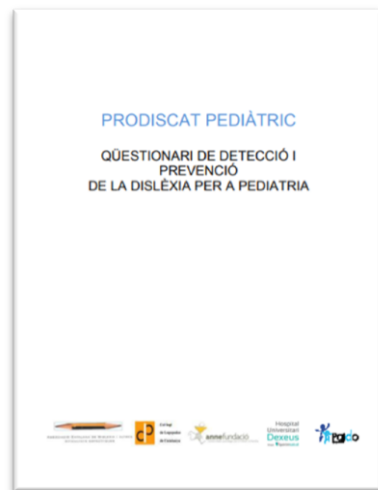 PRODISCAT PEDIÀTRIC
QÜESTIONARI DE DETECCIÓ I
PREVENCIÓ
DE LA DISLÈXIA PER A PEDIATRIA
Col·legi
de Logopedes
de Catalunya
annefundació
Hospital
Universitari
Dexeus